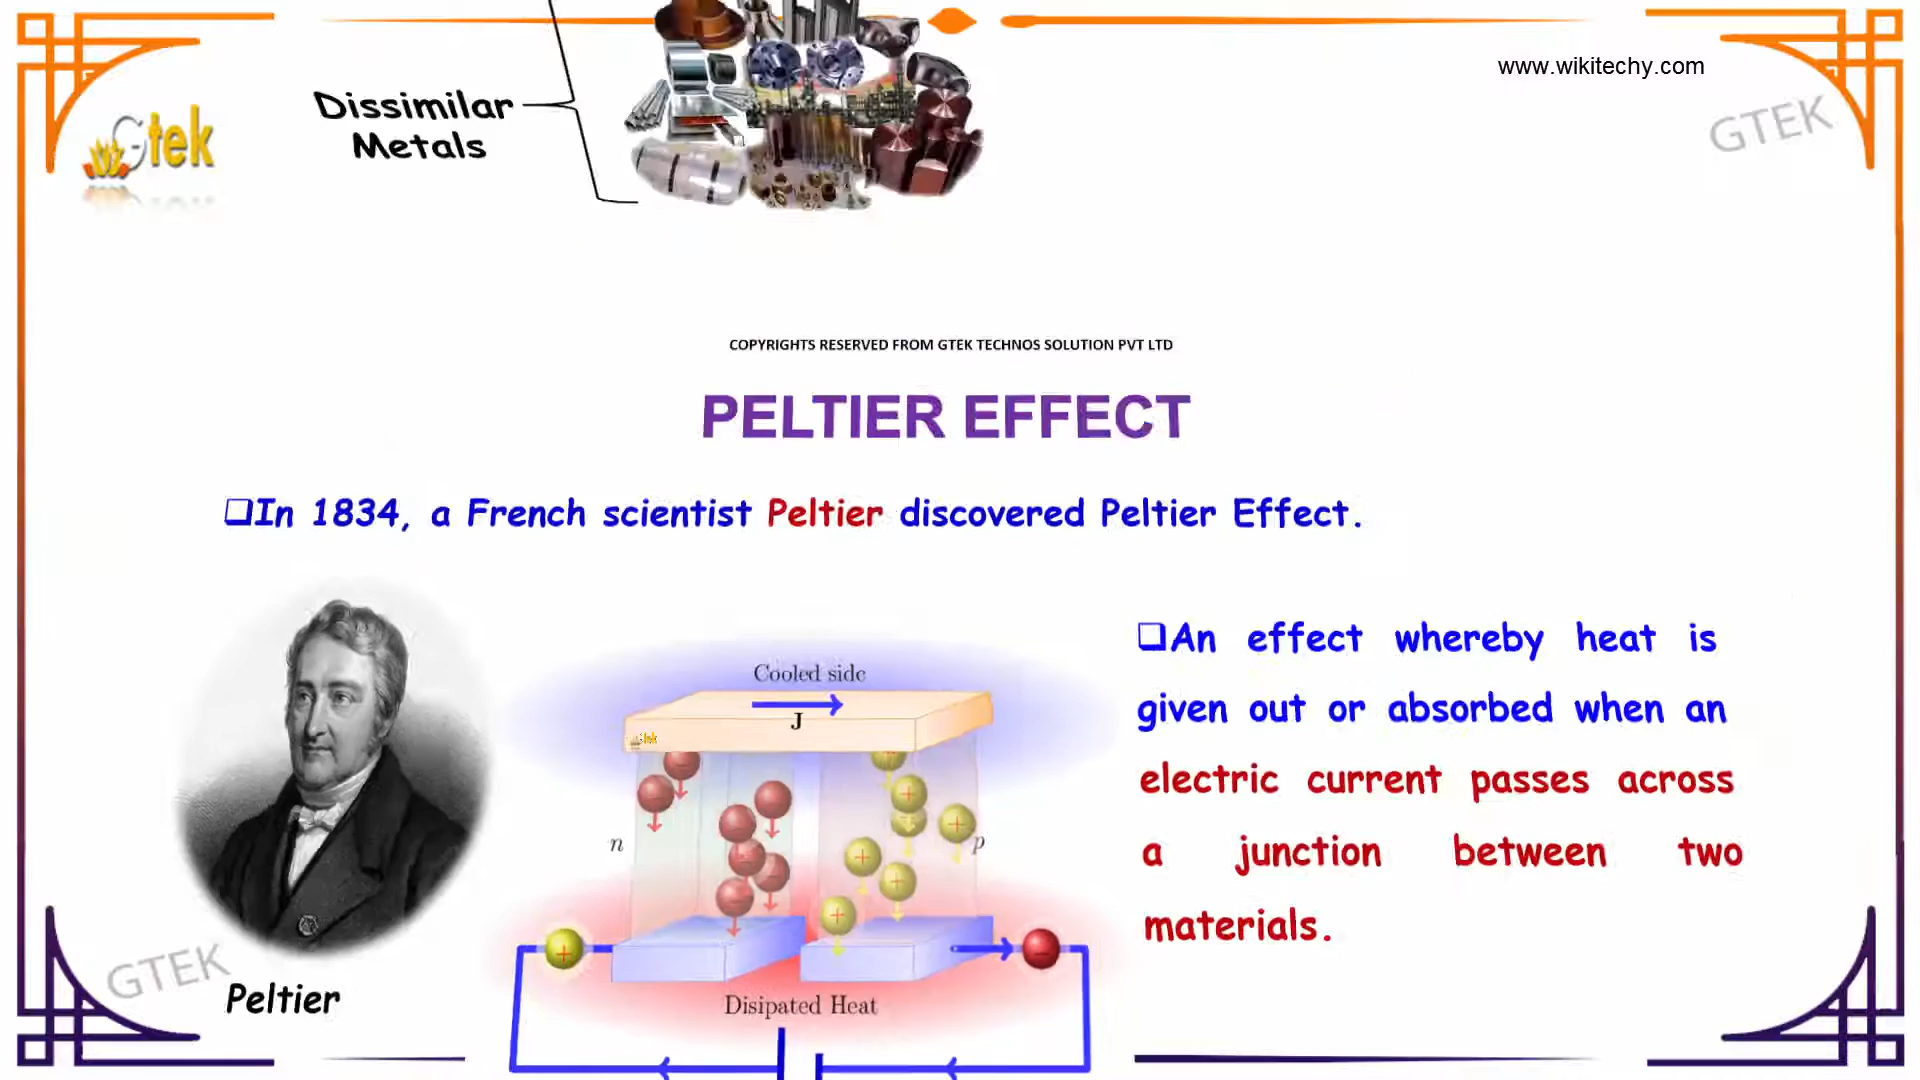 www.wikitechy.com
Dissimilar
Metals
Gtek
GTEK
COPYRIGHTS RESERVED FROM GTEK TECHNOS SOLUTION PVT LTD
PELTIER EFFECT
❑In 1834, a French scientist Peltier discovered Peltier Effect.
❑An effect whereby heat is
given out or absorbed when an
electric current passes across
a junction between two
materials.
Cooled side
J
n
p
Disipated Heat
GTEK
Peltier